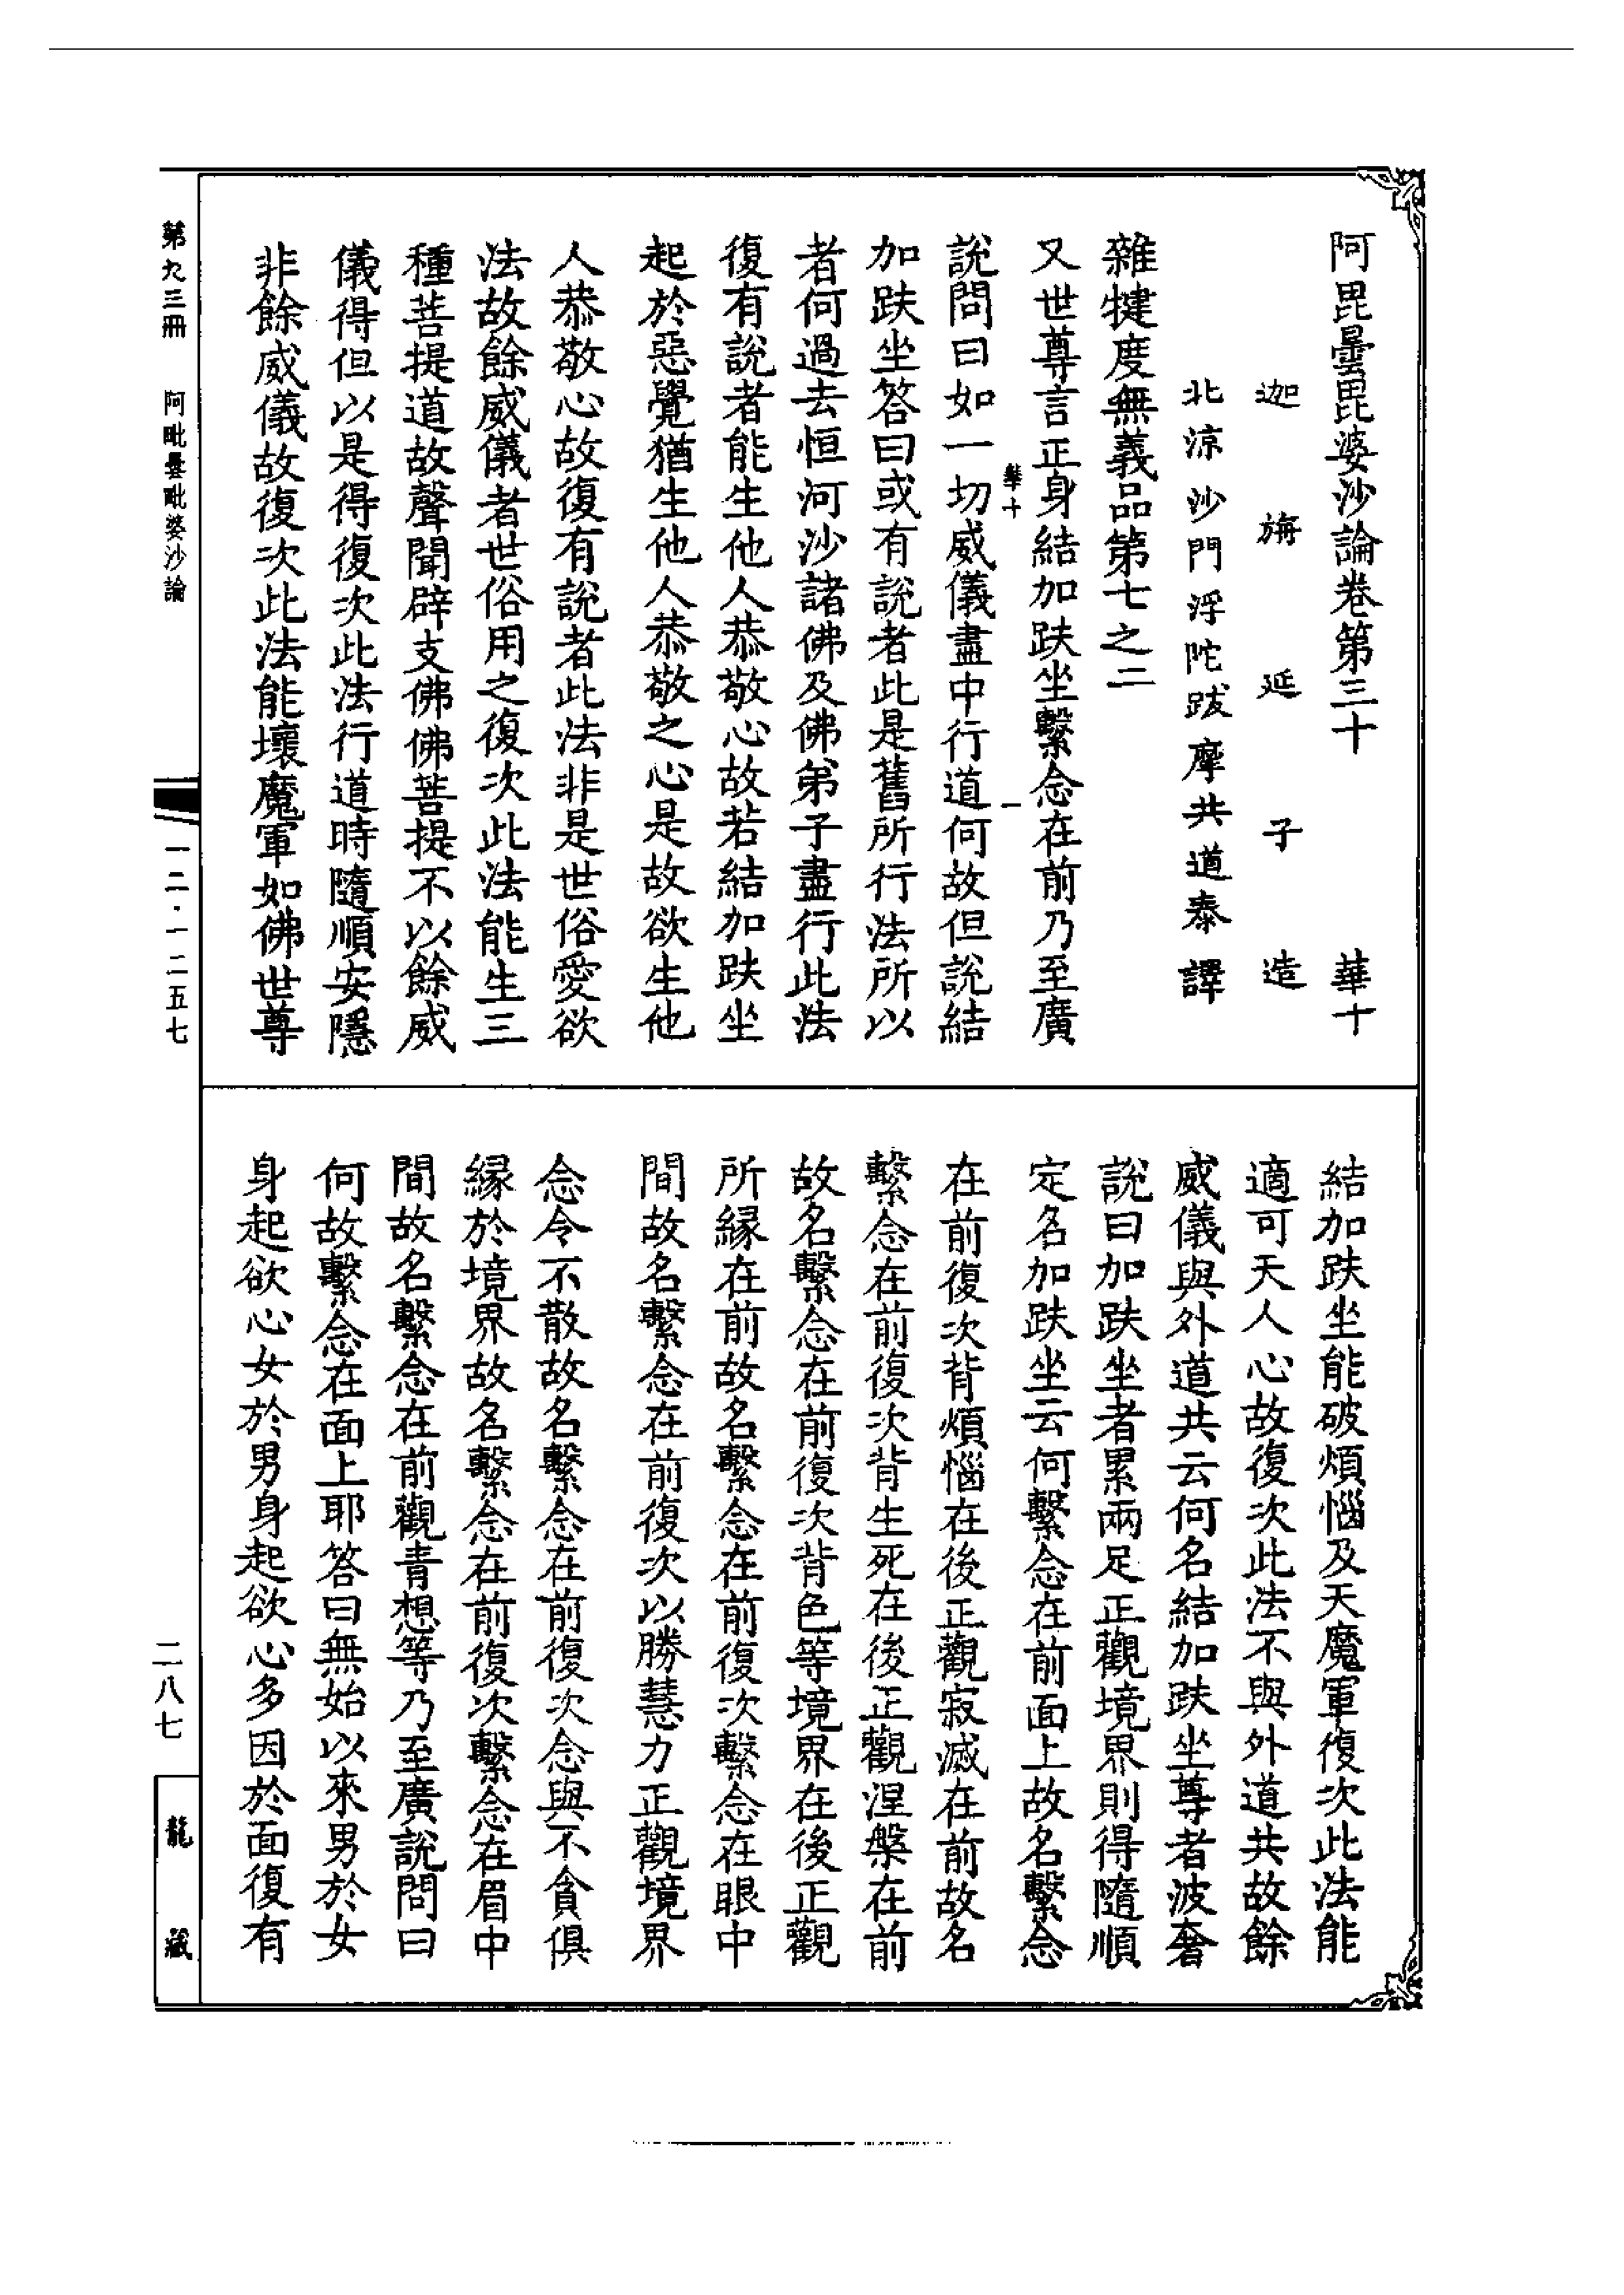 阿毘曇毘婆沙論卷第三十　華十
迦旃延子造
北涼沙門浮陀跋摩共道泰譯
雜犍度無義品第七之二
又世尊言正身結加趺坐繫念在前乃至廣
華十　一
說問曰如一切威儀盡中行道何故但說結
加趺坐答曰或有說者此是舊所行法所以
者何過去恒河沙諸佛及佛弟子盡行此法
復有說者能生他人恭敬心故若結加趺坐
起於惡覺猶生他人恭敬之心是故欲生他
人恭敬心故復有說者此法非是世俗愛欲
法故餘威儀者世俗用之復次此法能生三
種菩提道故聲聞辟支佛佛菩提不以餘威
儀得但以是得復次此法行道時隨順安隱
非餘威儀故復次此法能壞魔軍如佛世尊
結加趺坐能破煩惱及天魔軍復次此法能
適可天人心故復次此法不與外道共故餘
威儀與外道共云何名結加趺坐尊者波奢
說曰加趺坐者累兩足正觀境界則得隨順
定名加趺坐云何繫念在前面上故名繫念
在前復次背煩惱在後正觀寂滅在前故名
繫念在前復次背生死在後正觀涅槃在前
故名繫念在前復次背色等境界在後正觀
所緣在前故名繫念在前復次繫念在眼中
間故名繫念在前復次以勝慧力正觀境界
念令不散故名繫念在前復次念與不貪俱
緣於境界故名繫念在前復次繫念在眉中
間故名繫念在前觀青想等乃至廣說問曰
何故繫念在面上耶答曰無始以來男於女
身起欲心女於男身起欲心多因於面復有
第九三冊　阿毗曇毗婆沙論
一二·一二五七
二八七
龍藏